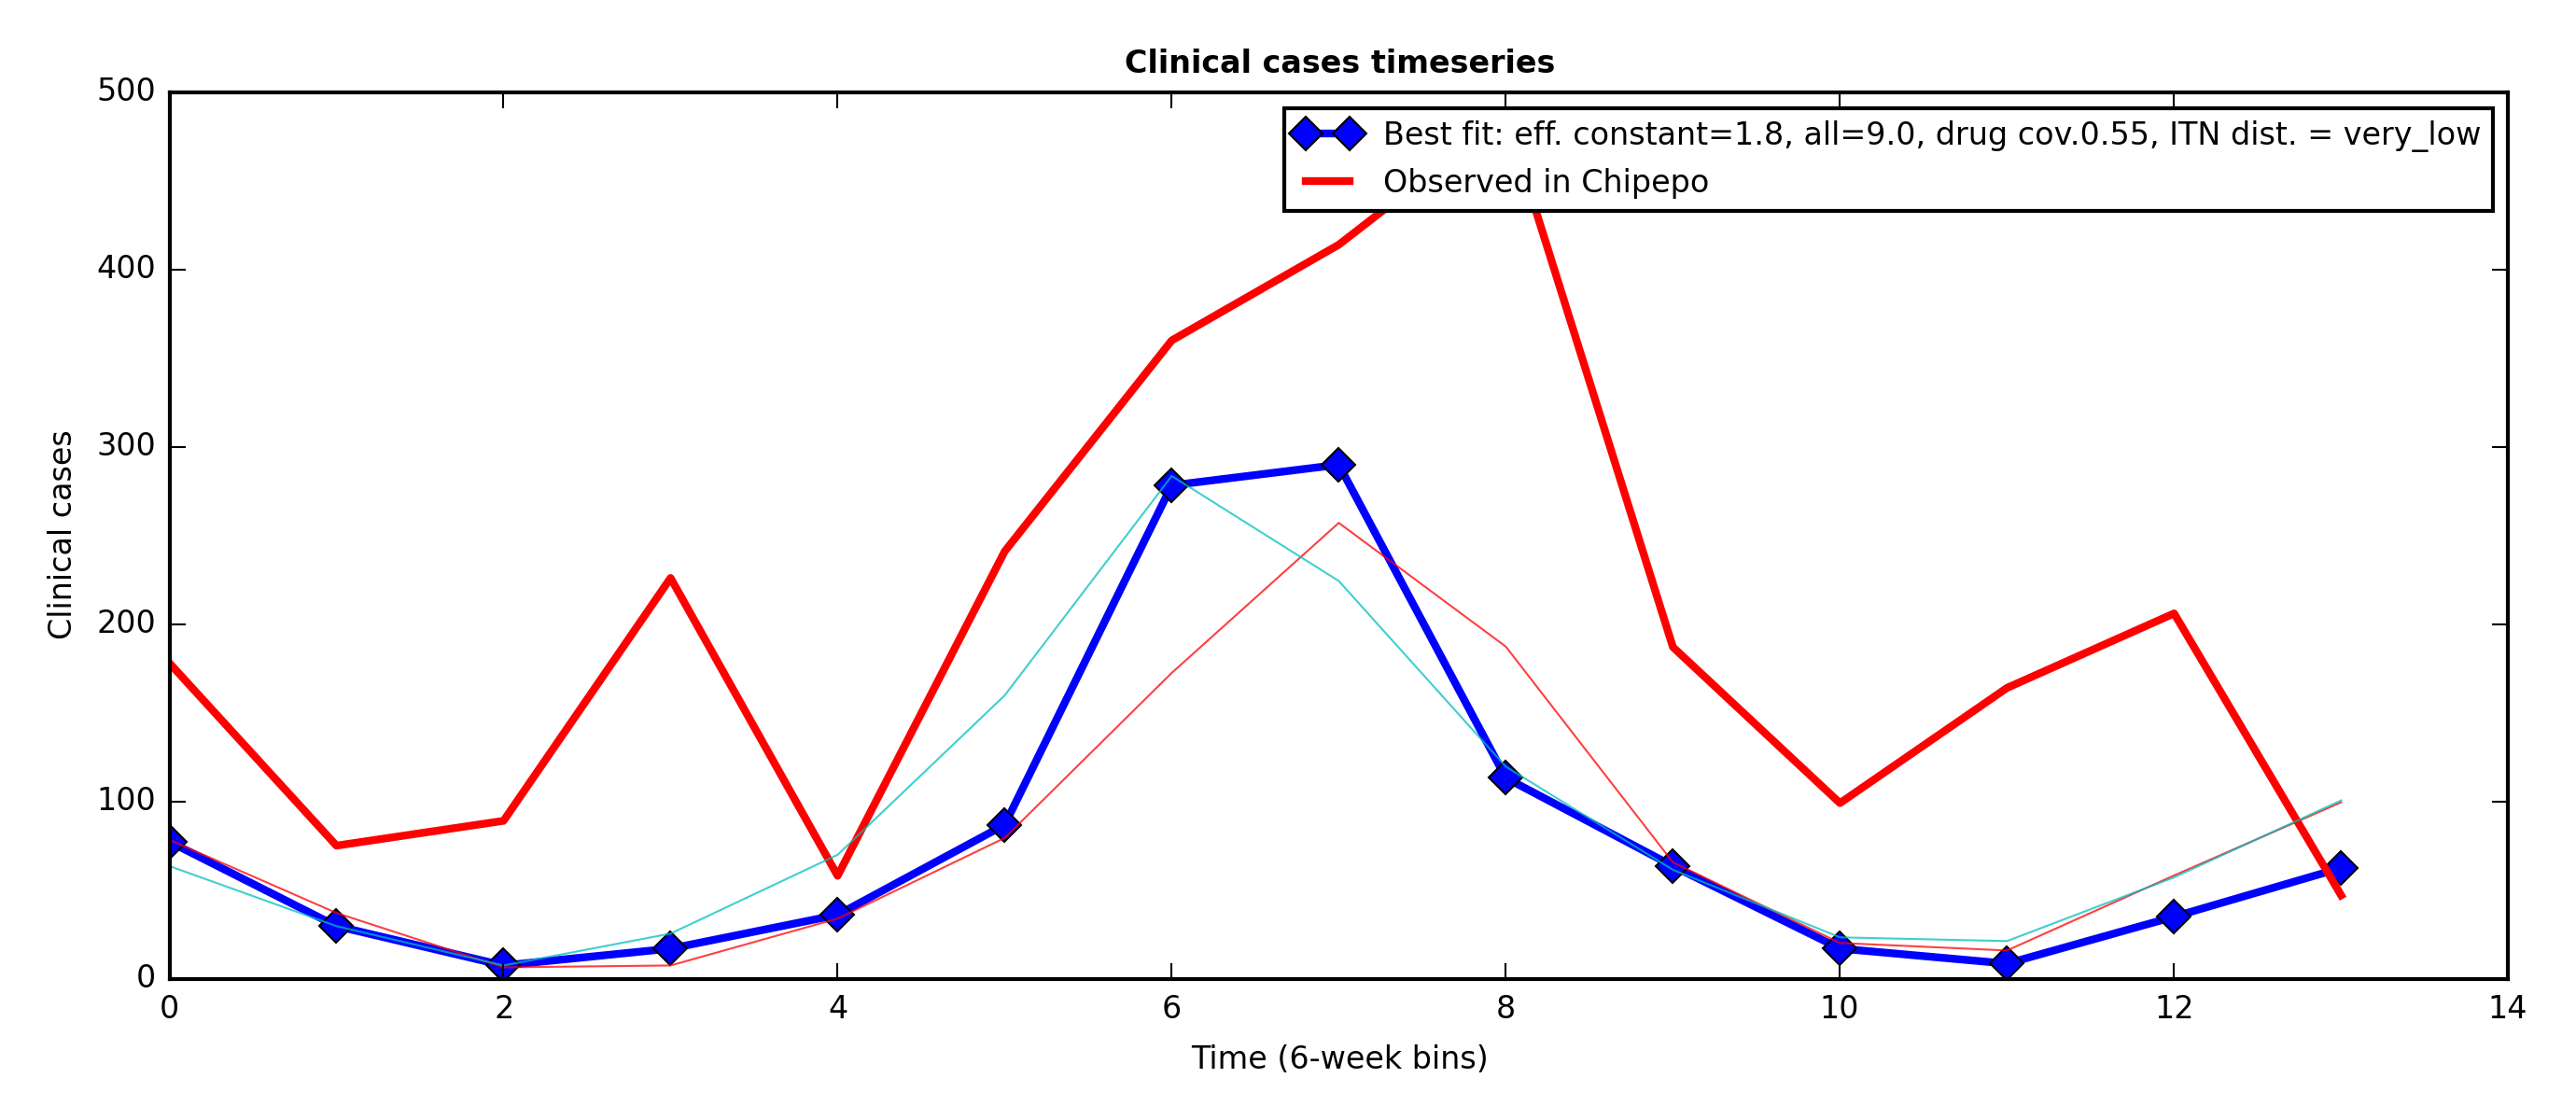 Clinical cases timeseries
500
400
300
200
100
0
Clinical cases
Best fit: eff. constant=1.8, all=9.0, drug cov.0.55, ITN dist. = very_low
Observed in Chipepo
0 2 4 6 8 10 12 14
Time (6-week bins)